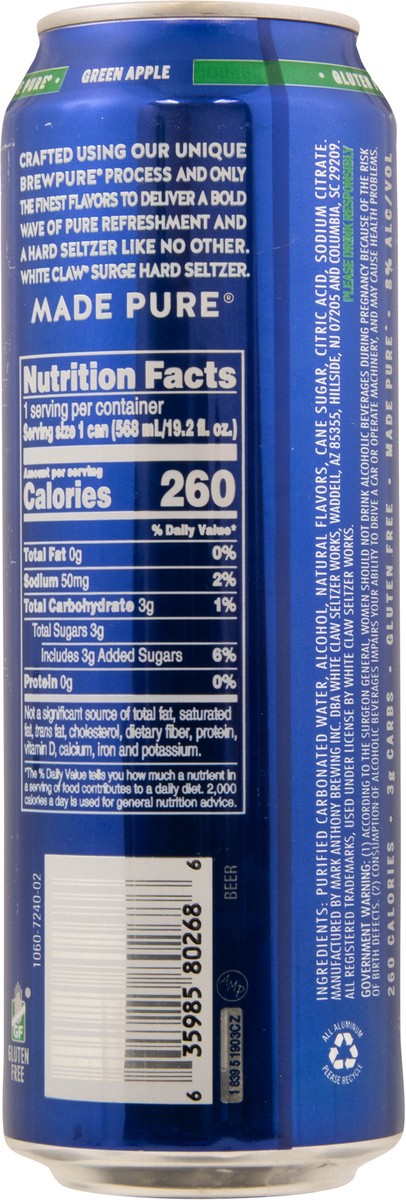 E PURE®
GREEN APPLE
• GLUTEN
CRAFTED USING OUR UNIQUE
BREWPURE® PROCESS AND ONLY
THE FINEST FLAVORS TO DELIVER A BOLD
WAVE OF PURE REFRESHMENT AND
A HARD SELTZER LIKE NO OTHER.
WHITE CLAW® SURGE HARD SELTZER.
MADE PURE®
Nutrition Facts
1 serving per container
Serving size 1 can (568 mL/19.2 fl. oz.)
Amount per serving
Calories 260
% Daily Value*
Total Fat 0g 0%
Sodium 50mg 2%
Total Carbohydrate 3g 1%
Total Sugars 3g
Includes 3g Added Sugars 6%
Protein 0g 0%
Not a significant source of total fat, saturated
fat, trans fat, cholesterol, dietary fiber, protein,
vitamin D, calcium, iron and potassium.
*The % Daily Value tells you how much a nutrient in
a serving of food contributes to a daily diet. 2,000
calories a day is used for general nutrition advice.
1060-7240-02
GF
GLUTEN
FREE
6 35985 80268 6
BEER
AMP
1 839 5 1903CZ
INGREDIENTS: PURIFIED CARBONATED WATER, ALCOHOL, NATURAL FLAVORS, CANE SUGAR, CITRIC ACID, SODIUM CITRATE.
MANUFACTURED BY MARK ANTHONY BREWING INC. DBA WHITE CLAW SELTZER WORKS, WADDELL, AZ 85355, HILLSIDE, NJ 07205 AND COLUMBIA, SC 29209.
ALL REGISTERED TRADEMARKS, USED UNDER LICENSE BY WHITE CLAW SELTZER WORKS.
PLEASE DRINK RESPONSIBLY
GOVERNMENT WARNING: (1) ACCORDING TO THE SURGEON GENERAL, WOMEN SHOULD NOT DRINK ALCOHOLIC BEVERAGES DURING PREGNANCY BECAUSE OF THE RISK
OF BIRTH DEFECTS. (2) CONSUMPTION OF ALCOHOLIC BEVERAGES IMPAIRS YOUR ABILITY TO DRIVE A CAR OR OPERATE MACHINERY, AND MAY CAUSE HEALTH PROBLEMS.
260 CALORIES • 3g CARBS • GLUTEN FREE • MADE PURE® • 8% ALC/VOL
ALL ALUMINUM
PLEASE RECYCLE